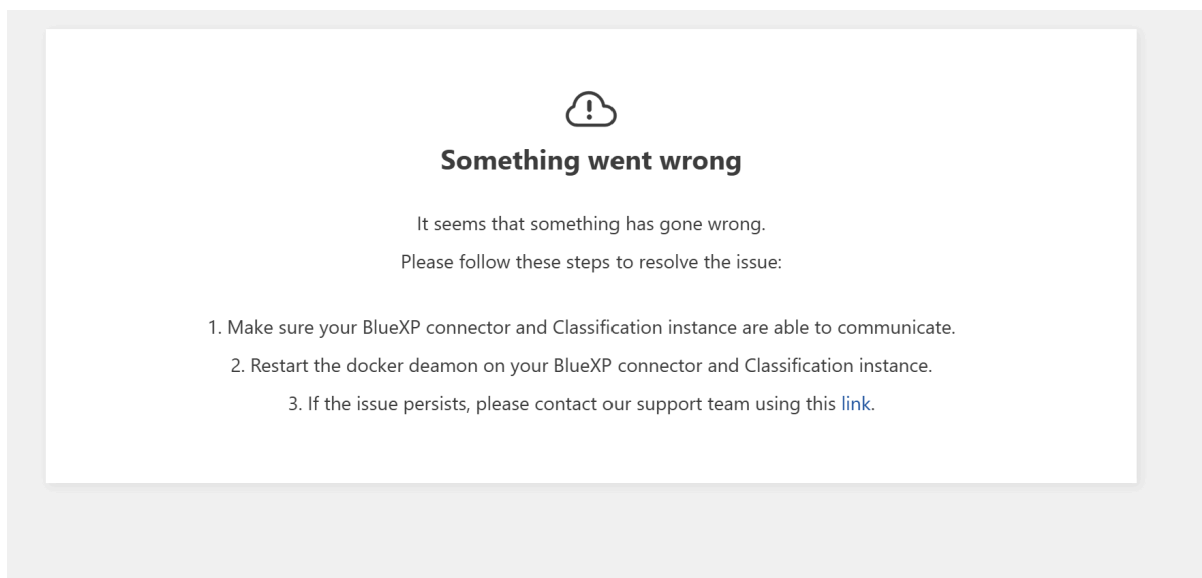 Something went wrong
It seems that something has gone wrong.
Please follow these steps to resolve the issue:
1. Make sure your BlueXP connector and Classification instance are able to communicate.
2. Restart the docker deamon on your BlueXP connector and Classification instance.
3. If the issue persists, please contact our support team using this link.